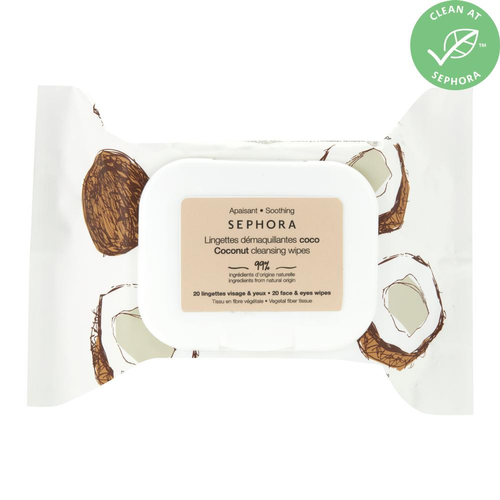 CLEAN AT
SEPHORA
TM
Apaisant • Soothing
SEPHORA
Lingettes démaquillantes coco
Coconut cleansing wipes
99%
ingrédients d'origine naturelle
ingredients from natural origin
20 lingettes visage & yeux • 20 face & eyes wipes
Tissu en fibre végétale • Vegetal fiber tissue